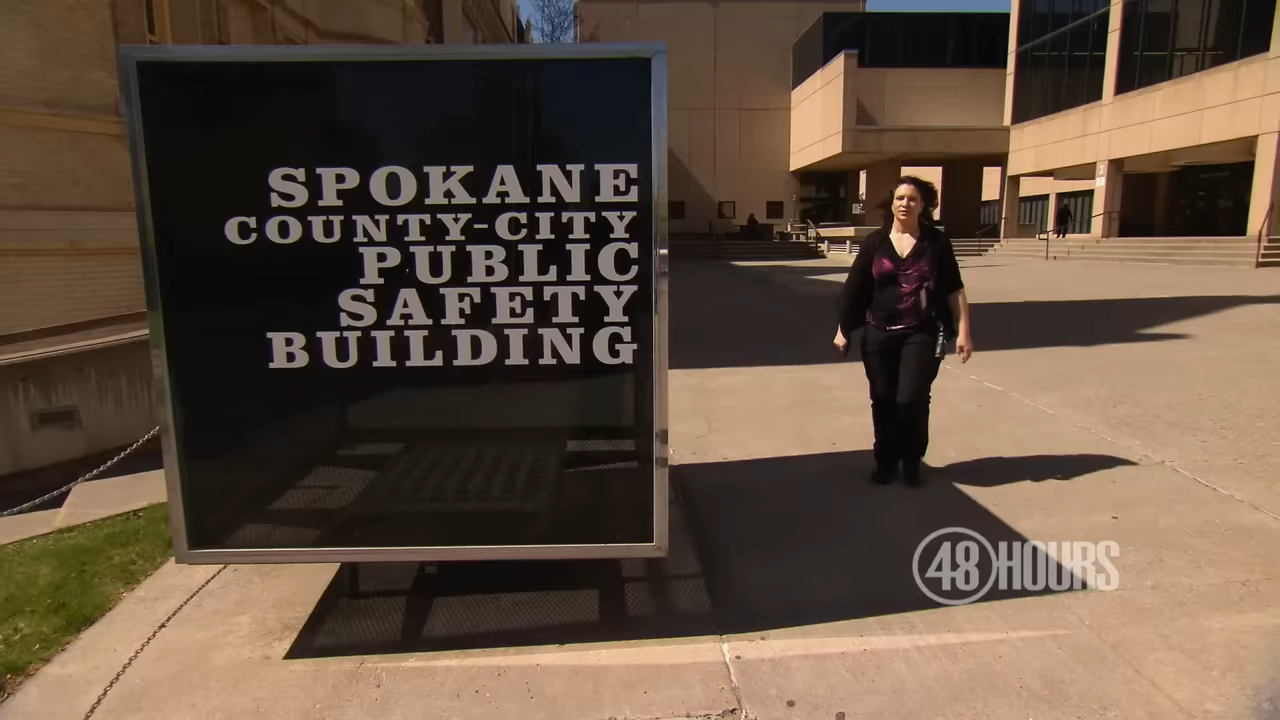 SPOKANE
COUNTY-CITY
PUBLIC
SAFETY
BUILDING
48 HOURS